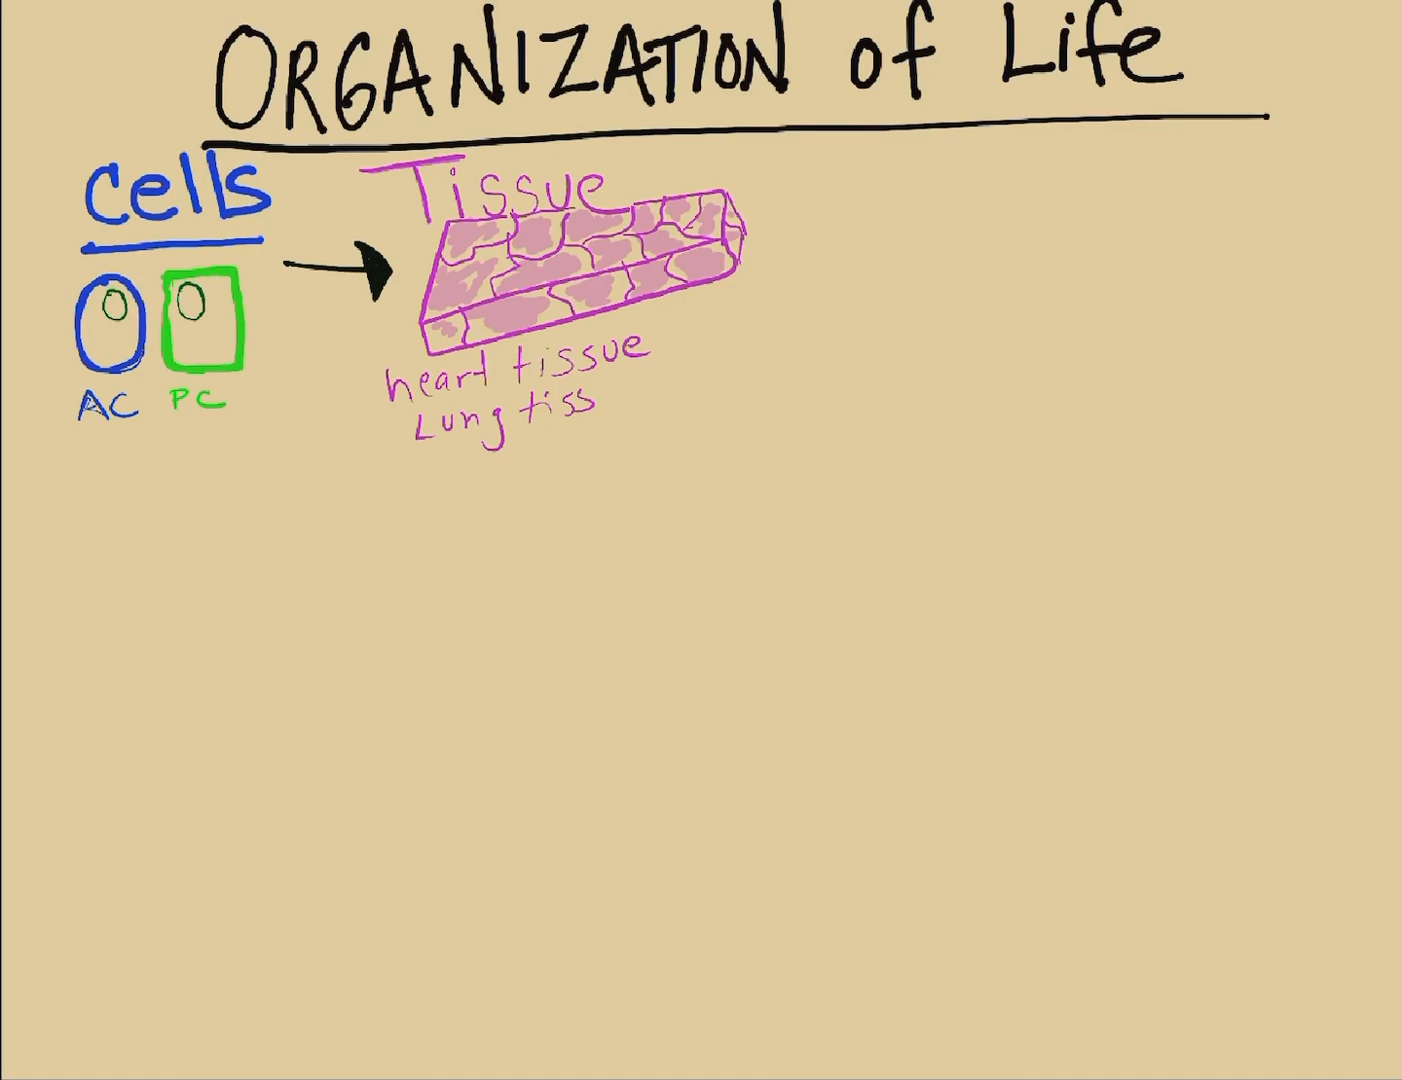 ORGANIZATION of Life
cells
Tissue
AC
PC
heart tissue
Lung tiss